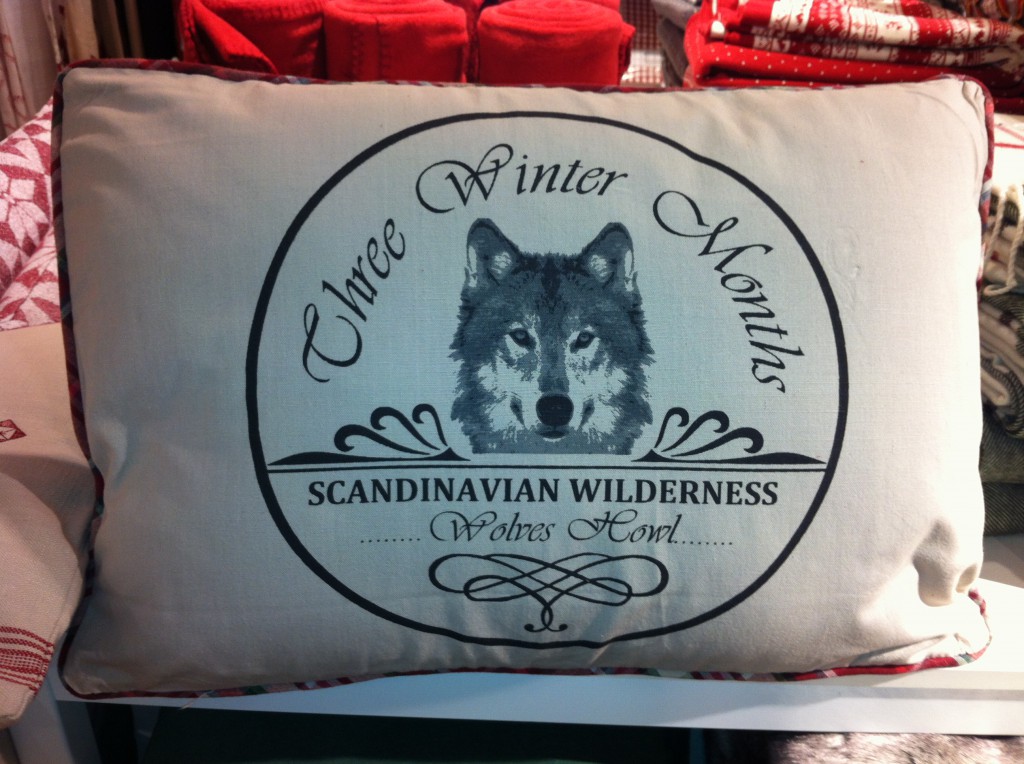 Three Winter Months
SCANDINAVIAN WILDERNESS
........Wolves Howl........